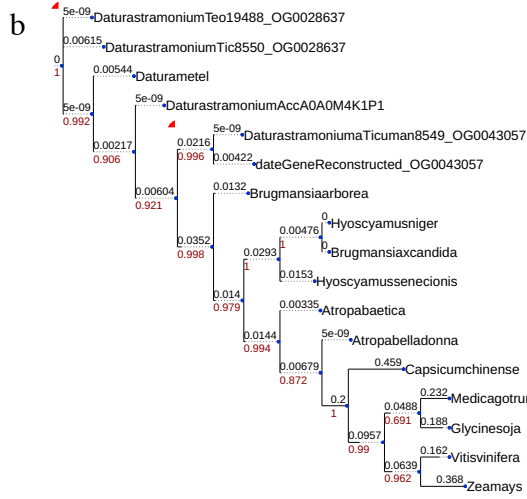 b
5e-09 DaturastramoniumTeo19488_OG0028637
0.00615 DaturastramoniumTic8550_OG0028637
0
1
0.00544 Daturametel
5e-09
0.992
5e-09 DaturastramoniumAccA0A0M4K1P1
0.00217
0.906
5e-09 DaturastramoniumaTicuman8549_OG0043057
0.0216
0.996
0.00422 dateGeneReconstructed_OG0043057
0.00604
0.921
0.0132 Brugmansiaarborea
0 Hyoscyamusniger
0.00476
1
0.0352
0.998
0 Brugmansiaxcandida
0.0293
1
0.0153 Hyoscyamussenecionis
0.014
0.979
0.00335 Atropabaetica
0.0144
0.994
5e-09 Atropabelladonna
0.00679
0.872
0.459 Capsicumchinense
0.232 Medicagotru
0.2
1
0.0488
0.691
0.188 Glycinesoja
0.0957
0.99
0.162 Vitisvinifera
0.0639
0.962
0.368 Zeamays